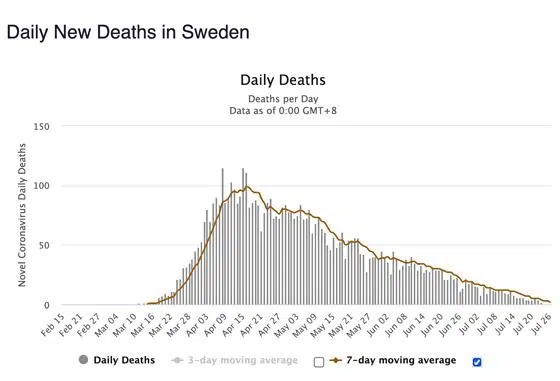 Daily New Deaths in Sweden
Daily Deaths
Deaths per Day
Data as of 0:00 GMT+8
Novel Coronavirus Daily Deaths
150
100
50
0
Feb 15
Feb 21
Feb 27
Mar 04
Mar 10
Mar 16
Mar 22
Mar 28
Apr 03
Apr 09
Apr 15
Apr 21
Apr 27
May 03
May 09
May 15
May 21
May 27
Jun 02
Jun 08
Jun 14
Jun 20
Jun 26
Jul 02
Jul 08
Jul 14
Jul 20
Jul 26
Daily Deaths
3-day moving average
7-day moving average